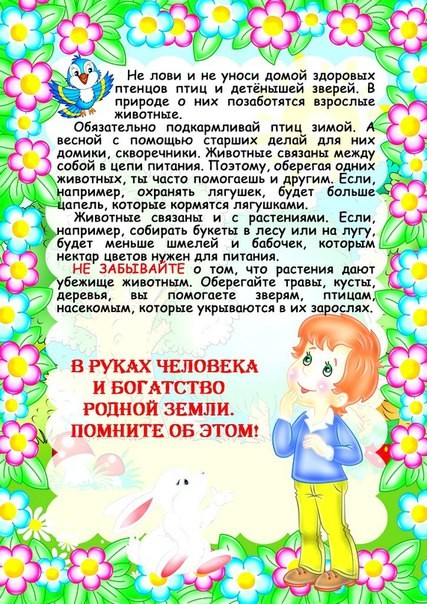 Не лови и не уноси домой здоровых
птенцов птиц и детёнышей зверей. В
природе о них позаботятся взрослые
животные.
Обязательно подкармливай птиц зимой. А
весной с помощью старших делай для них
домики, скворечники. Животные связаны между
собой в цепи питания. Поэтому, оберегая одних
животных, ты часто помогаешь и другим. Если,
например, охранять лягушек, будет больше
цапель, которые кормятся лягушками.
Животные связаны и с растениями. Если,
например, собирать букеты в лесу или на лугу,
будет меньше шмелей и бабочек, которым
нектар цветов нужен для питания.
НЕ ЗАБЫВАЙТЕ о том, что растения дают
убежище животным. Оберегайте травы, кусты,
деревья, вы помогаете зверям, птицам,
насекомым, которые укрываются в их зарослях.
В РУКАХ ЧЕЛОВЕКА
И БОГАТСТВО
РОДНОЙ ЗЕМЛИ.
ПОМНИТЕ ОБ ЭТОМ!